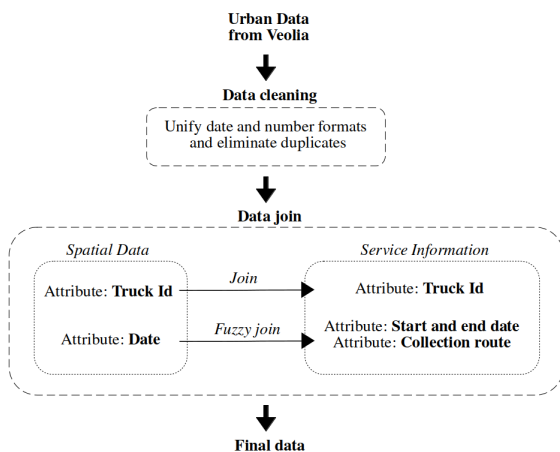 Urban Data
from Veolia
Data cleaning
Unify date and number formats
and eliminate duplicates
Data join
Spatial Data
Service Information
Attribute: Truck Id
Join
Attribute: Truck Id
Attribute: Date
Fuzzy join
Attribute: Start and end date
Attribute: Collection route
Final data